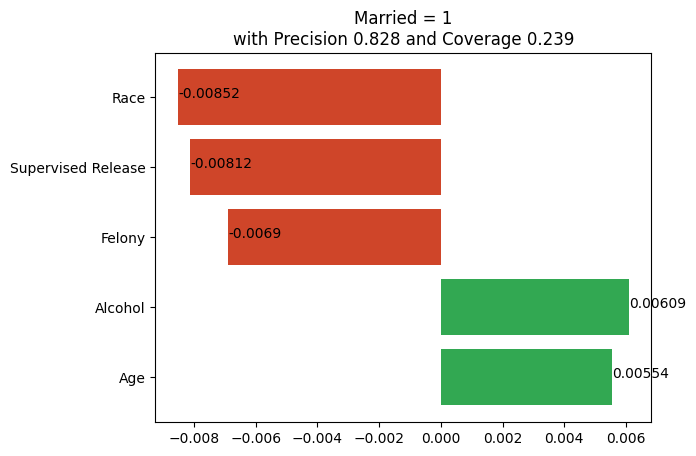 Married = 1
with Precision 0.828 and Coverage 0.239
Race
-0.00852
Supervised Release
-0.00812
Felony
-0.0069
Alcohol
0.00609
Age
0.00554
−0.008 −0.006 −0.004 −0.002 0.000 0.002 0.004 0.006